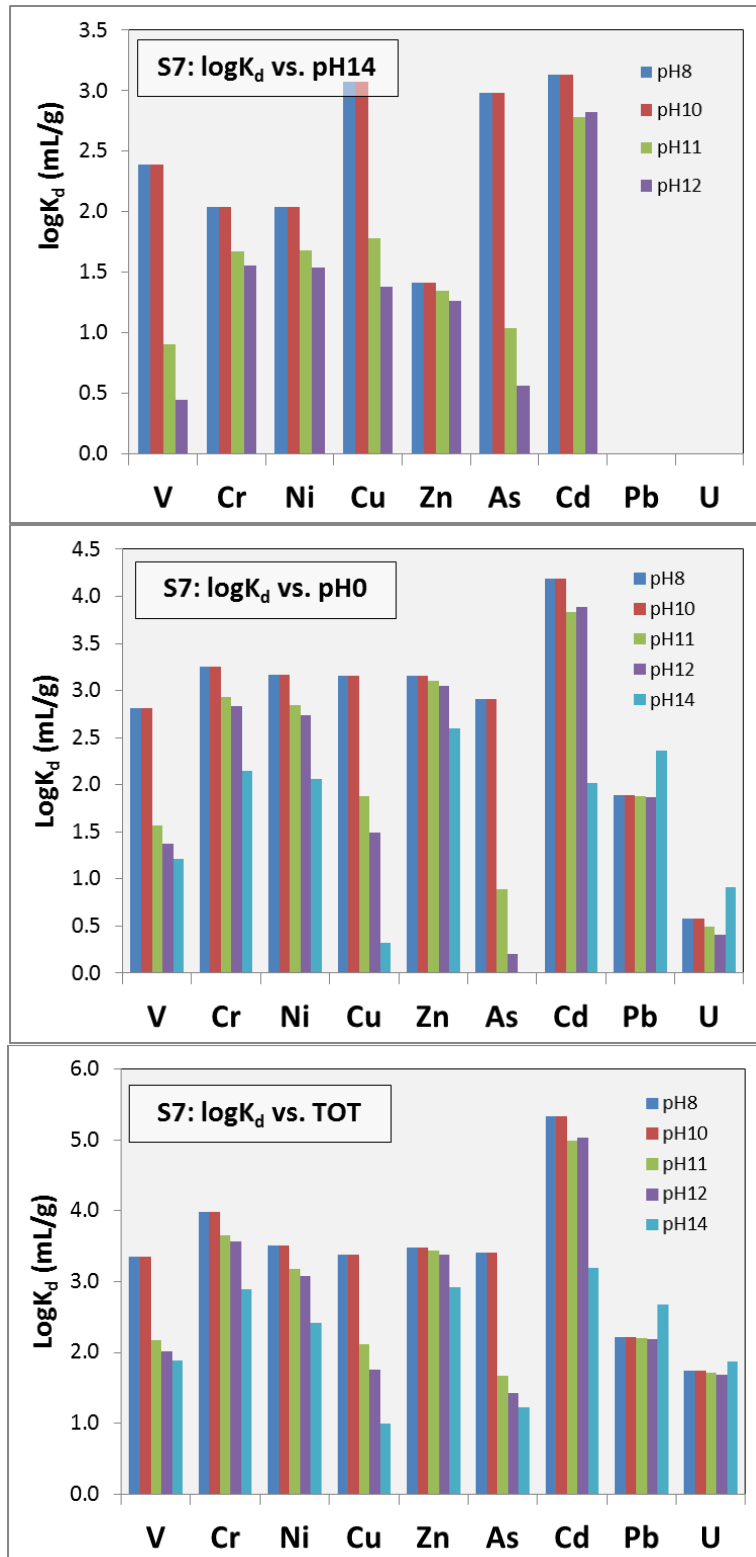 S7: logKd vs. pH14
logKd (mL/g)
3.5
3.0
2.5
2.0
1.5
1.0
0.5
0.0
pH8
pH10
pH11
pH12
V Cr Ni Cu Zn As Cd Pb U
S7: logKd vs. pH0
LogKd (mL/g)
4.5
4.0
3.5
3.0
2.5
2.0
1.5
1.0
0.5
0.0
pH8
pH10
pH11
pH12
pH14
V Cr Ni Cu Zn As Cd Pb U
S7: logKd vs. TOT
LogKd (mL/g)
6.0
5.0
4.0
3.0
2.0
1.0
0.0
pH8
pH10
pH11
pH12
pH14
V Cr Ni Cu Zn As Cd Pb U